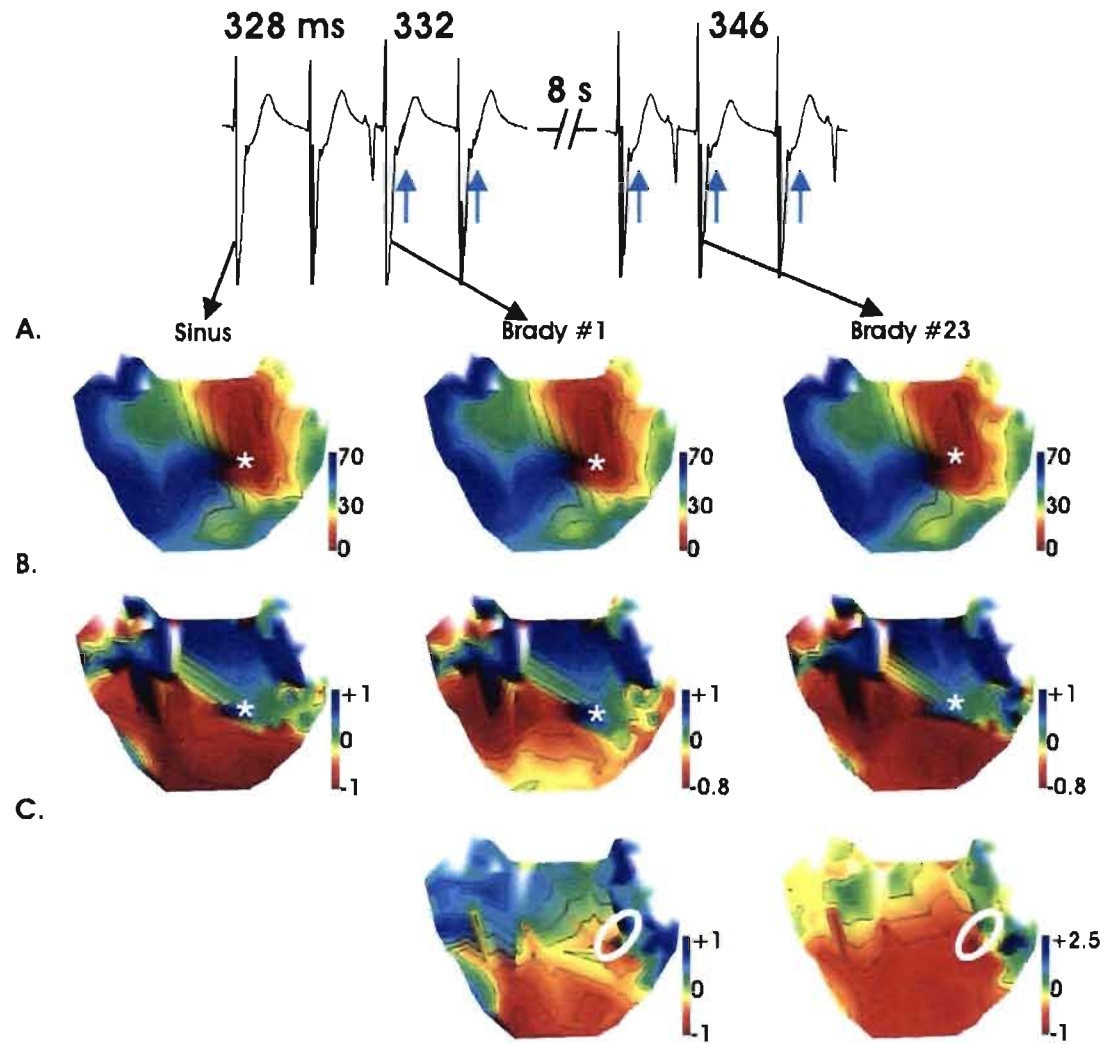 328 ms 332 346
8 s
A. Sinus Brady #1 Brady #23
70 70 70
30 30 30
0 0 0
B.
+1 +1 +1
0 0 0
-1 -0.8 -0.8
C.
+1 +2.5
0 0
-1 -1
* * *
* * *